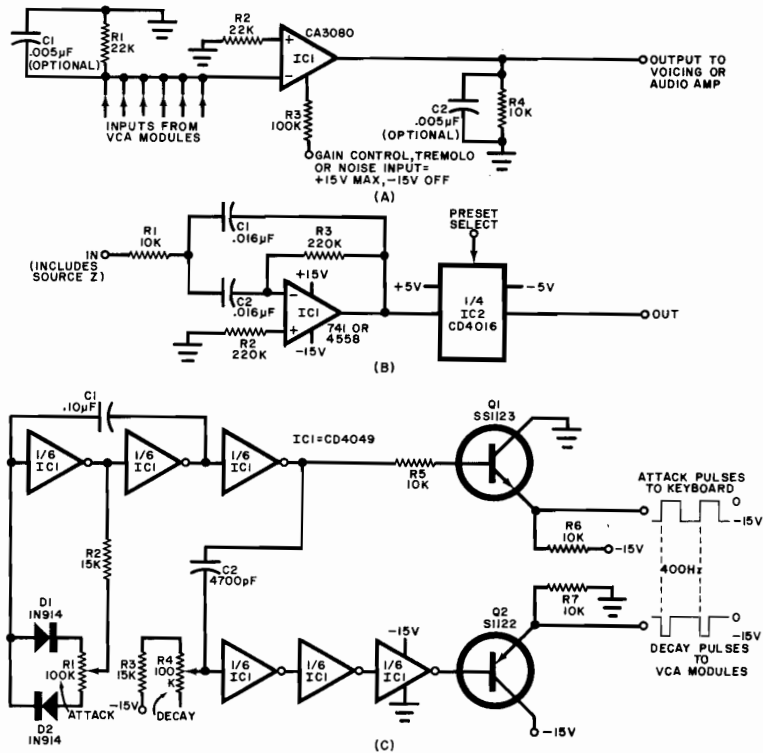 C1
.005µF
(OPTIONAL)
R1
22K
R2
22K
+
−
IC1
CA3080
INPUTS FROM
VCA MODULES
R3
100K
C2
.005µF
(OPTIONAL)
R4
10K
OUTPUT TO
VOICING OR
AUDIO AMP
GAIN CONTROL, TREMOLO
OR NOISE INPUT=
+15V MAX, −15V OFF
(A)
IN
(INCLUDES
SOURCE Z)
R1
10K
C1
.016µF
R3
220K
C2
.016µF
+15V
−
+
IC1
741 OR
4558
−15V
R2
220K
PRESET
SELECT
+5V
1/4
IC2
CD4016
−5V
OUT
(B)
C1
.10µF
1/6
IC1
1/6
IC1
1/6
IC1
IC1=CD4049
R5
10K
Q1
SS1123
ATTACK PULSES
TO KEYBOARD
0
−15V
R6
10K
−15V
400Hz
R2
15K
C2
4700pF
D1
1N914
R1
100K
ATTACK
D2
1N914
R3
15K
−15V
R4
100
K
DECAY
1/6
IC1
1/6
IC1
−15V
1/6
IC1
Q2
S1122
R7
10K
0
−15V
DECAY PULSES
TO
VCA MODULES
−15V
(C)